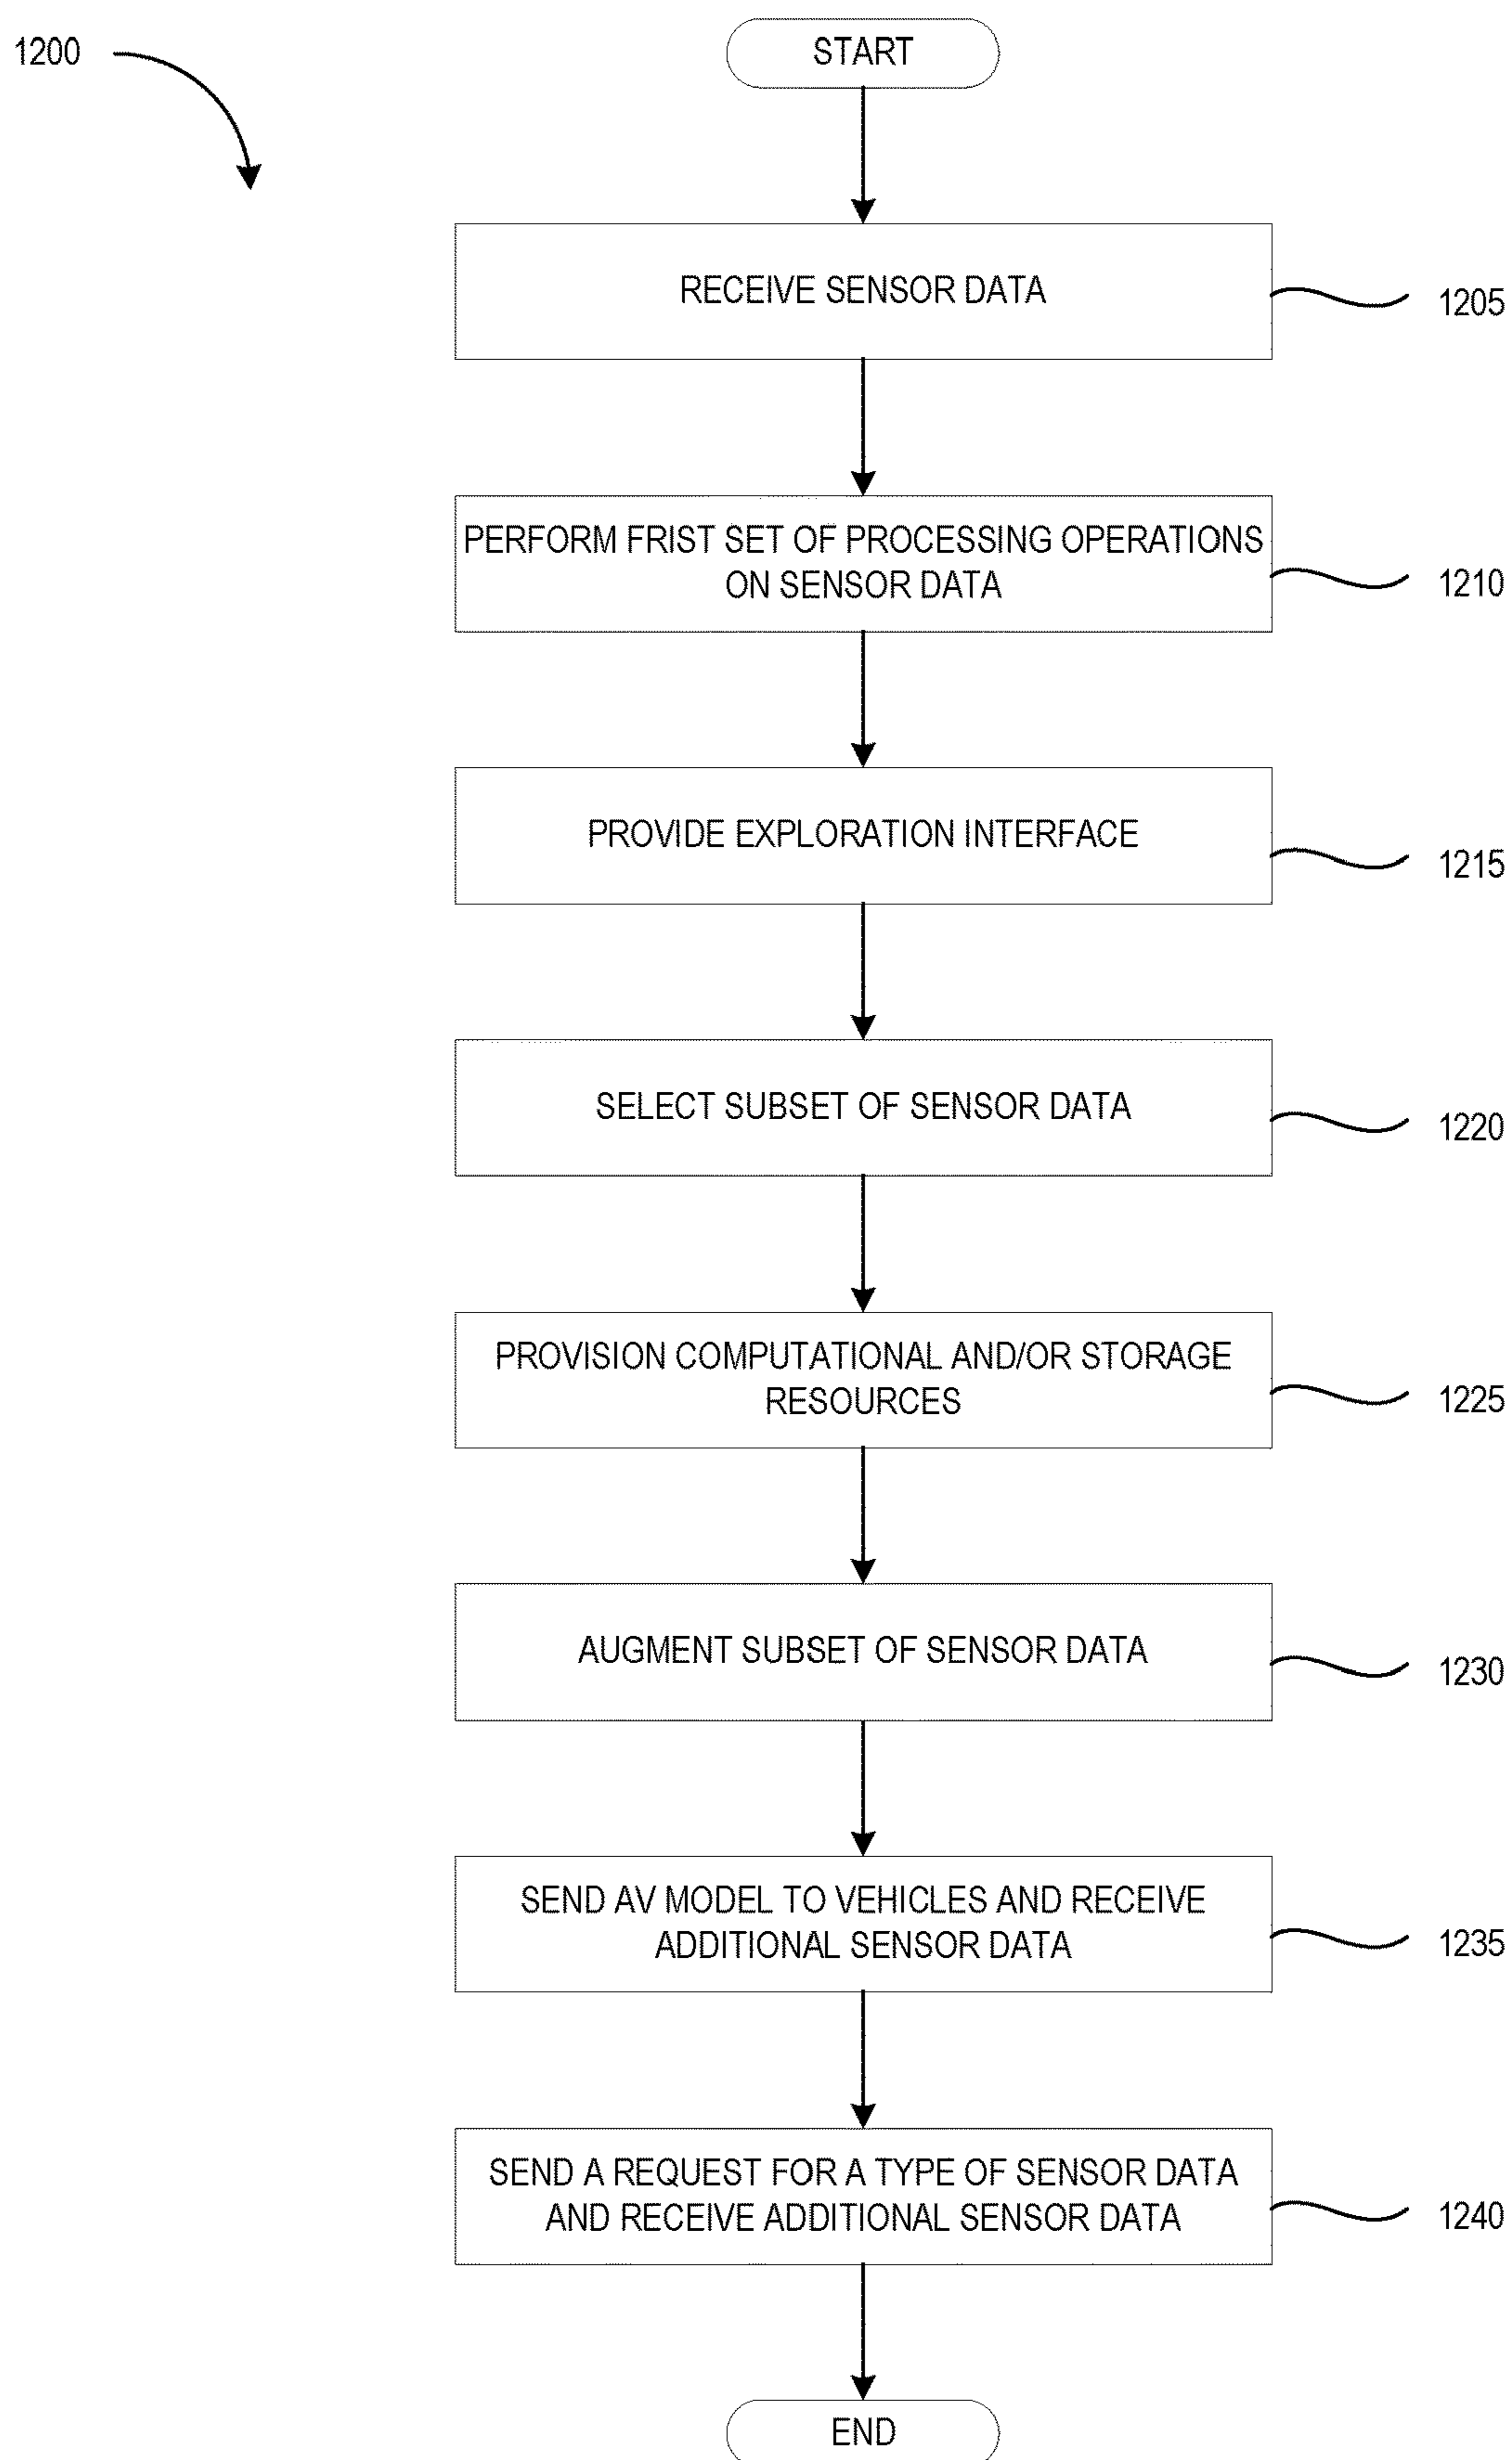 1200
START
RECEIVE SENSOR DATA
1205
PERFORM FRIST SET OF PROCESSING OPERATIONS
ON SENSOR DATA
1210
PROVIDE EXPLORATION INTERFACE
1215
SELECT SUBSET OF SENSOR DATA
1220
PROVISION COMPUTATIONAL AND/OR STORAGE
RESOURCES
1225
AUGMENT SUBSET OF SENSOR DATA
1230
SEND AV MODEL TO VEHICLES AND RECEIVE
ADDITIONAL SENSOR DATA
1235
SEND A REQUEST FOR A TYPE OF SENSOR DATA
AND RECEIVE ADDITIONAL SENSOR DATA
1240
END